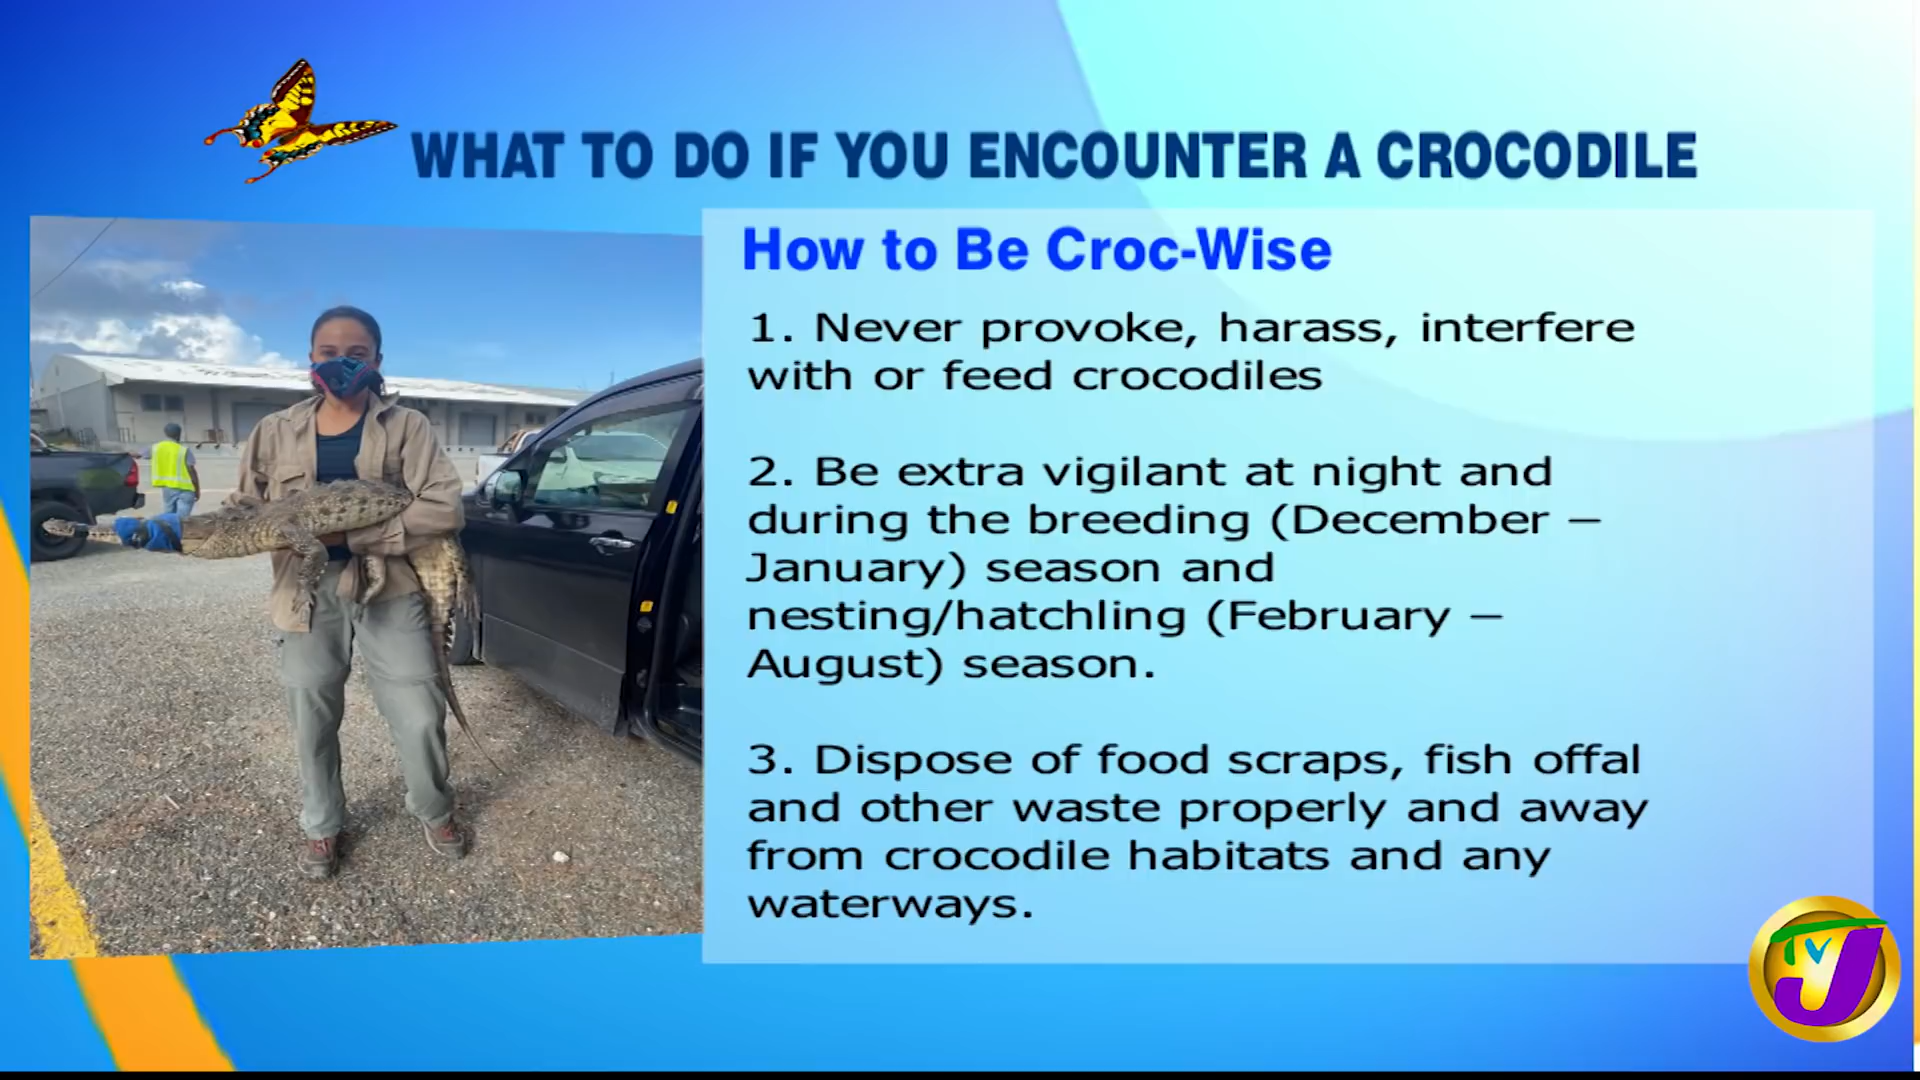 WHAT TO DO IF YOU ENCOUNTER A CROCODILE
How to Be Croc-Wise
1. Never provoke, harass, interfere
with or feed crocodiles
2. Be extra vigilant at night and
during the breeding (December –
January) season and
nesting/hatchling (February –
August) season.
3. Dispose of food scraps, fish offal
and other waste properly and away
from crocodile habitats and any
waterways.
TVJ